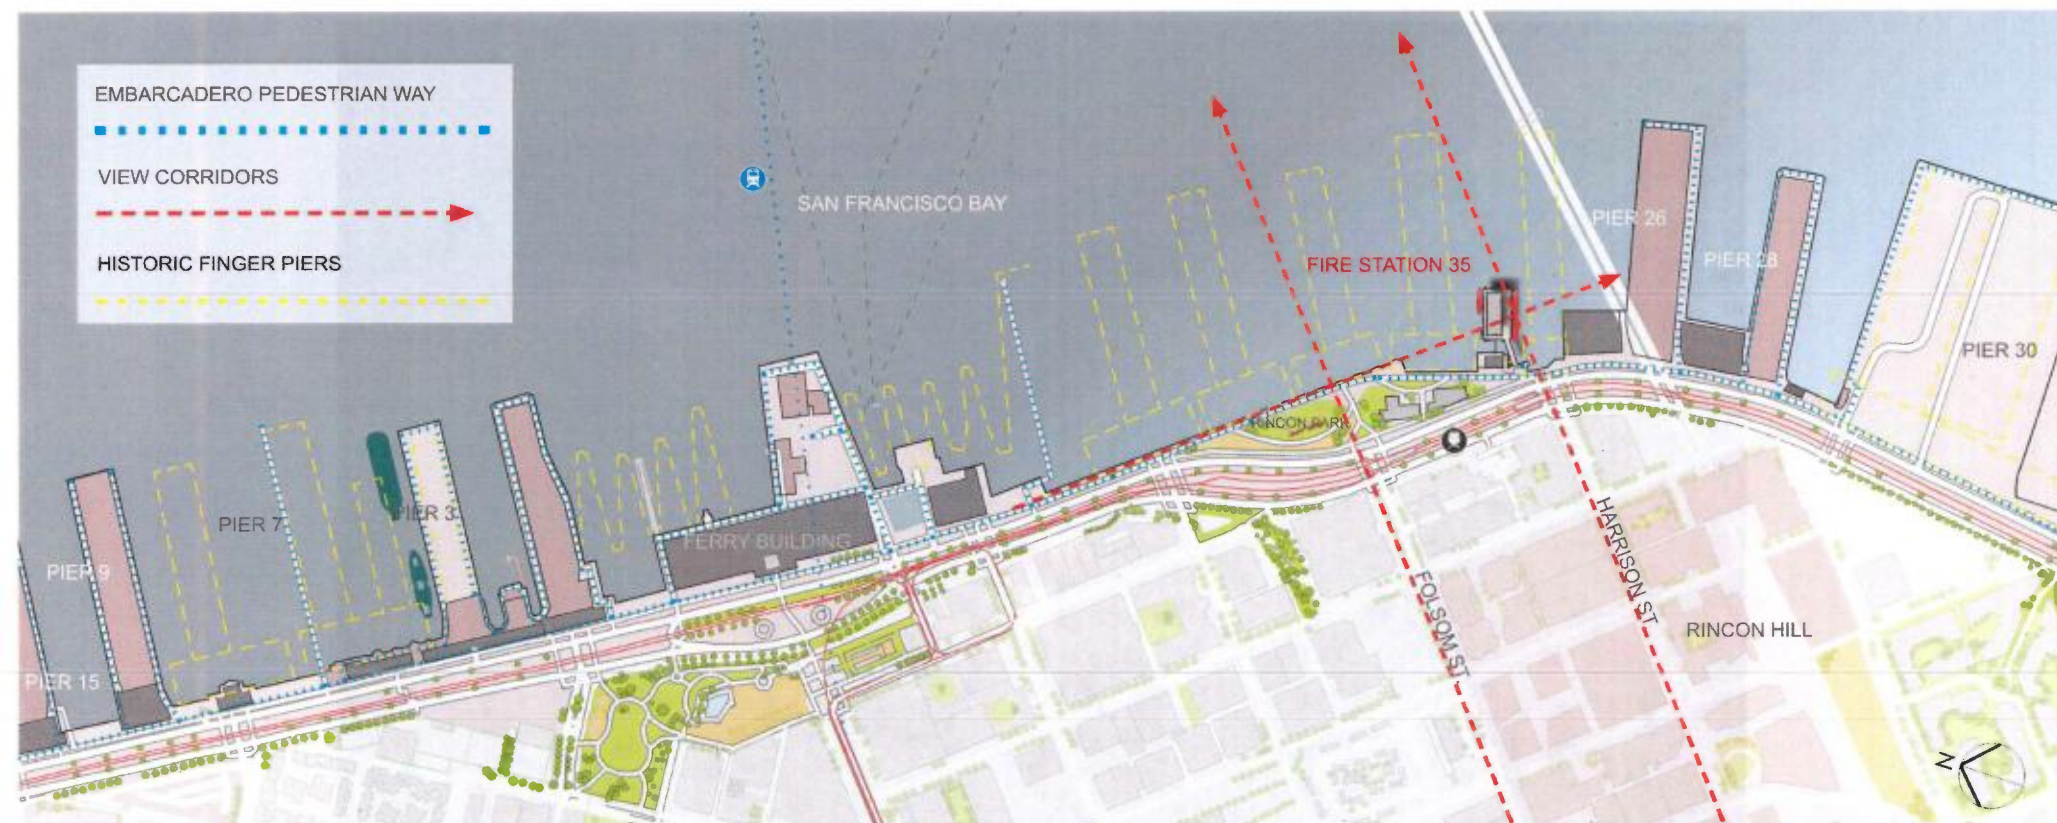 EMBARCADERO PEDESTRIAN WAY
VIEW CORRIDORS
HISTORIC FINGER PIERS
SAN FRANCISCO BAY
FIRE STATION 35
PIER 26
PIER 28
PIER 30
RINCON PARK
PIER 7
PIER 3
FERRY BUILDING
PIER 9
PIER 15
FOLSOM ST
HARRISON ST
RINCON HILL
N